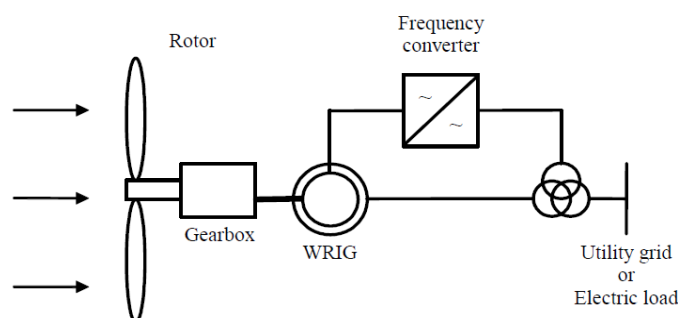 Rotor
Frequency
converter
~
~
Gearbox
WRIG
Utility grid
or
Electric load